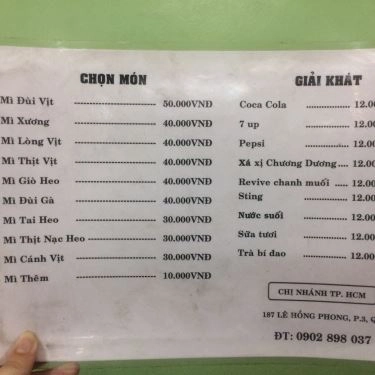 CHỌN MÓN
Mì Đùi Vịt ---------- 50.000VNĐ
Mì Xương ---------- 40.000VNĐ
Mì Lòng Vịt ---------- 40.000VNĐ
Mì Thịt Vịt ---------- 40.000VNĐ
Mì Giò Heo ---------- 40.000VNĐ
Mì Đùi Gà ---------- 40.000VNĐ
Mì Tai Heo ---------- 30.000VNĐ
Mì Thịt Nạc Heo ---------- 30.000VNĐ
Mì Cánh Vịt ---------- 30.000VNĐ
Mì Thêm ---------- 10.000VNĐ
GIẢI KHÁT
Coca Cola .......... 12.00
7 up .......... 12.00
Pepsi .......... 12.00
Xá xị Chương Dương .... 12.00
Revive chanh muối ..... 12.00
Sting .......... 12.00
Nước suối .......... 12.00
Sữa tươi .......... 12.00
Trà bí đao .......... 12.00
CHI NHÁNH TP. HCM
187 LÊ HỒNG PHONG, P.3, Q
ĐT: 0902 898 037